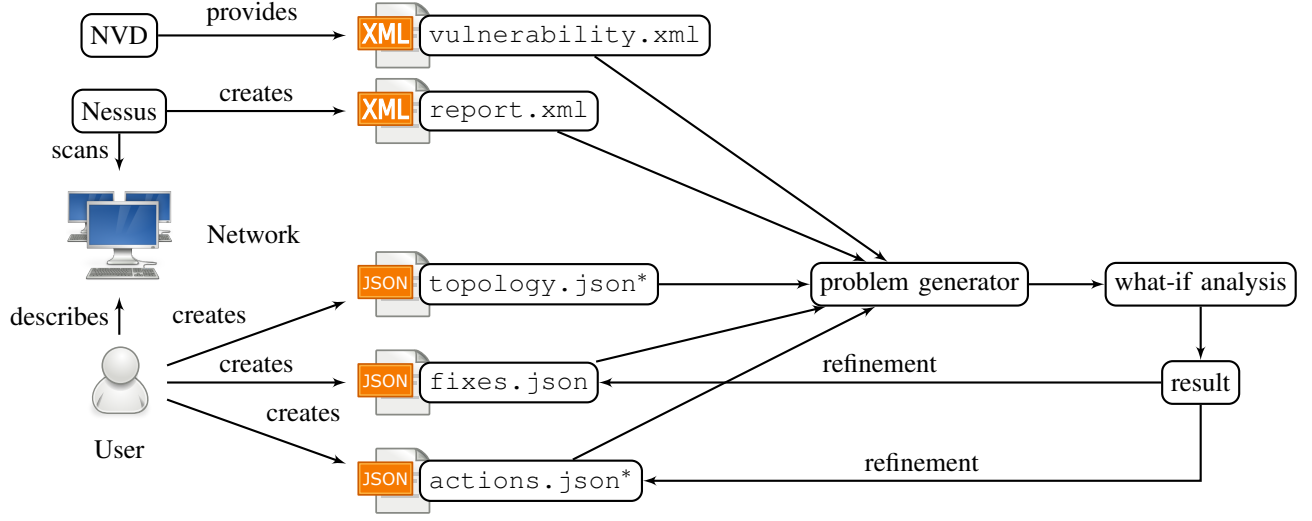 NVD
provides
XML
vulnerability.xml
Nessus
creates
XML
report.xml
scans
Network
JSON
topology.json*
problem generator
what-if analysis
describes
creates
creates
JSON
fixes.json
refinement
result
creates
User
JSON
actions.json*
refinement